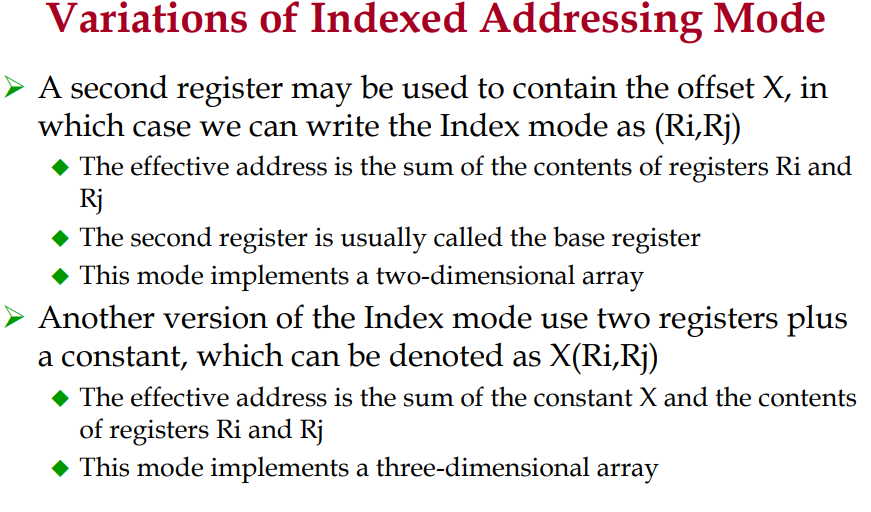 Variations of Indexed Addressing Mode
A second register may be used to contain the offset X, in
which case we can write the Index mode as (Ri,Rj)
The effective address is the sum of the contents of registers Ri and
Rj
The second register is usually called the base register
This mode implements a two-dimensional array
Another version of the Index mode use two registers plus
a constant, which can be denoted as X(Ri,Rj)
The effective address is the sum of the constant X and the contents
of registers Ri and Rj
This mode implements a three-dimensional array